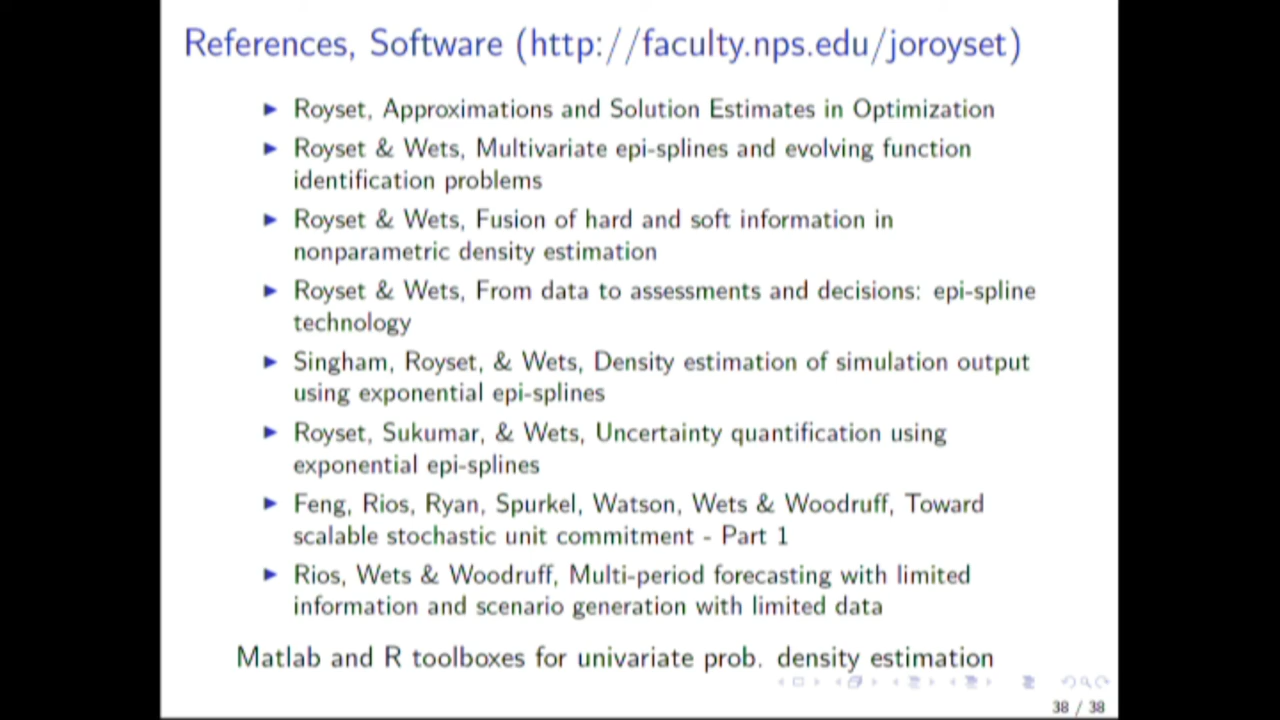 References, Software (http://faculty.nps.edu/joroyset)
▶ Royset, Approximations and Solution Estimates in Optimization
▶ Royset & Wets, Multivariate epi-splines and evolving function
identification problems
▶ Royset & Wets, Fusion of hard and soft information in
nonparametric density estimation
▶ Royset & Wets, From data to assessments and decisions: epi-spline
technology
▶ Singham, Royset, & Wets, Density estimation of simulation output
using exponential epi-splines
▶ Royset, Sukumar, & Wets, Uncertainty quantification using
exponential epi-splines
▶ Feng, Rios, Ryan, Spurkel, Watson, Wets & Woodruff, Toward
scalable stochastic unit commitment - Part 1
▶ Rios, Wets & Woodruff, Multi-period forecasting with limited
information and scenario generation with limited data
Matlab and R toolboxes for univariate prob. density estimation
38 / 38